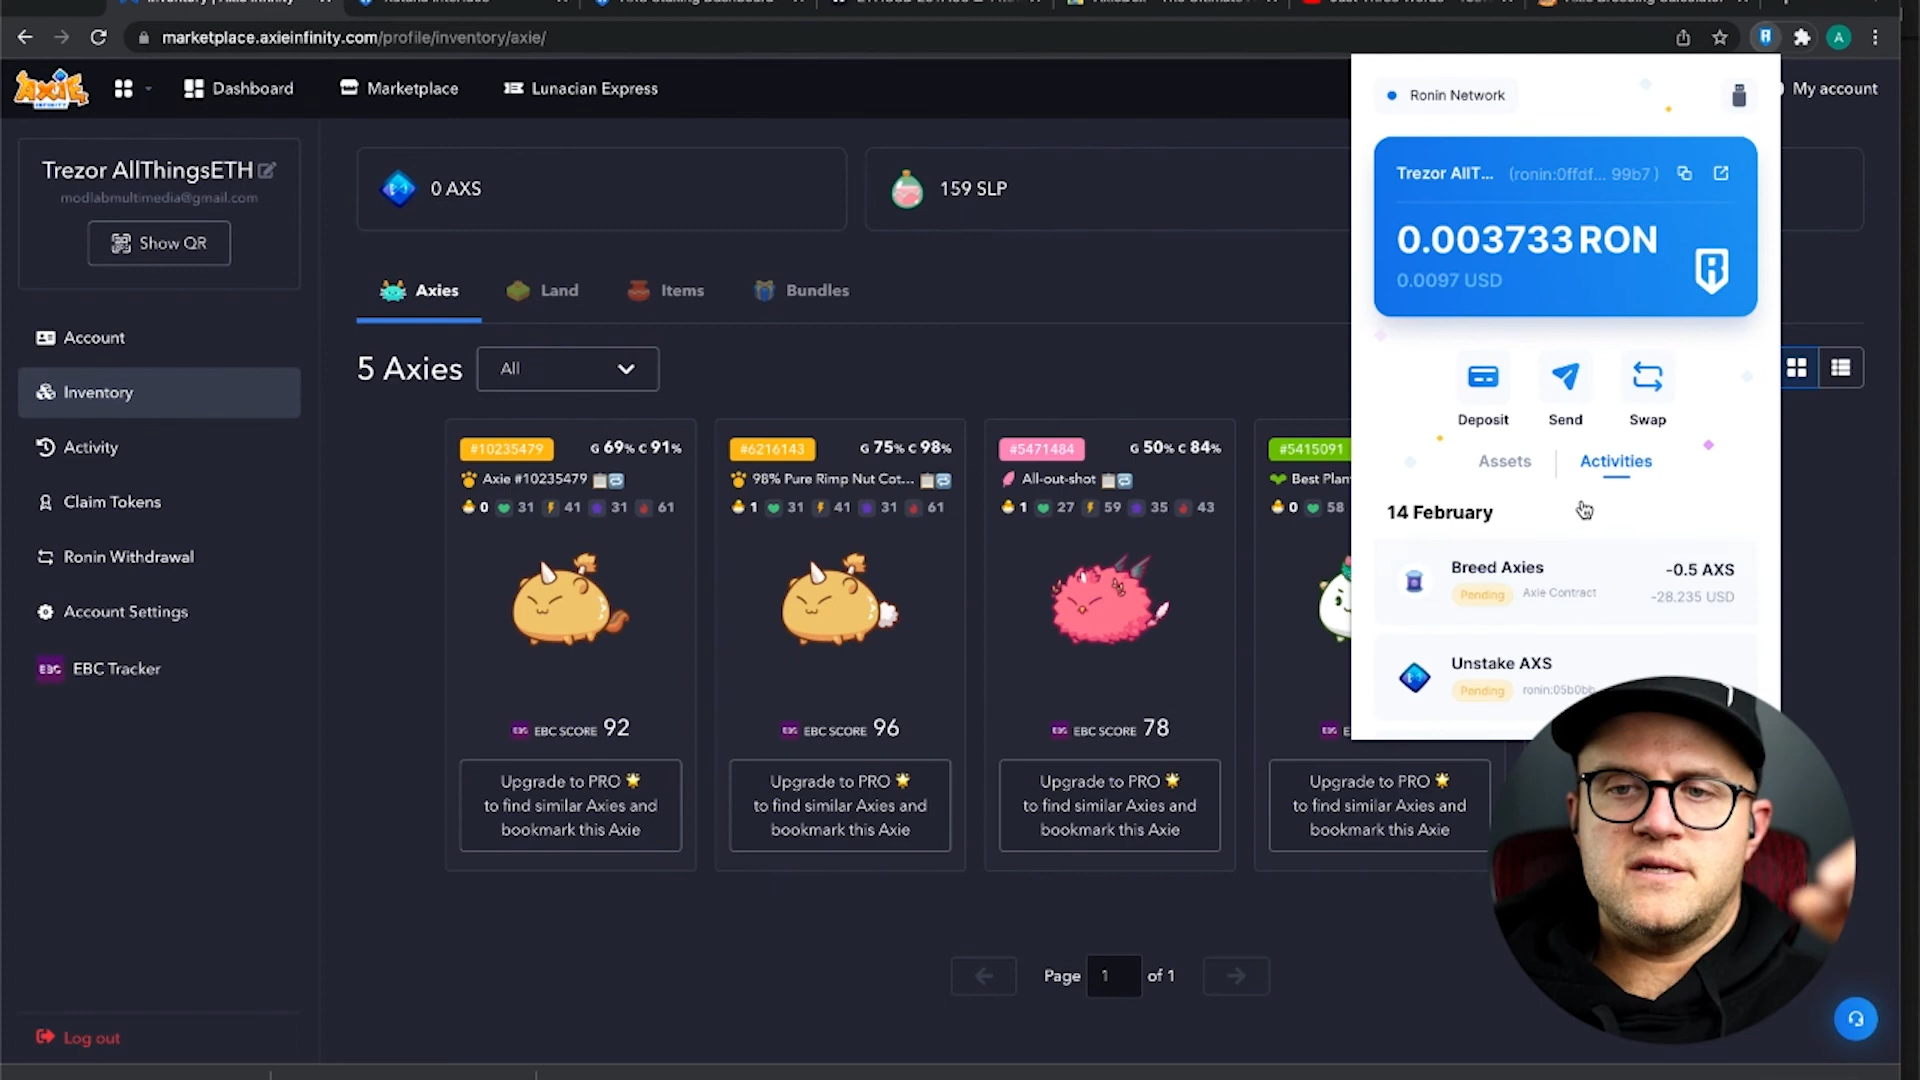 marketplace.axieinfinity.com/profile/inventory/axie/
A
AXIE
INFINITY
Dashboard
Marketplace
Lunacian Express
My account
Trezor AllThingsETH
modlabmultimedia@gmail.com
Show QR
Account
Inventory
Activity
Claim Tokens
Ronin Withdrawal
Account Settings
EBC EBC Tracker
Log out
0 AXS
159 SLP
Axies
Land
Items
Bundles
5 Axies
All
#10235479
G 69% C 91%
Axie #10235479
0 31 41 31 61
EBC SCORE 92
Upgrade to PRO
to find similar Axies and
bookmark this Axie
#6216143
G 75% C 98%
98% Pure Rimp Nut Cot...
1 31 41 31 61
EBC SCORE 96
Upgrade to PRO
to find similar Axies and
bookmark this Axie
#5471484
G 50% C 84%
All-out-shot
1 27 59 35 43
EBC SCORE 78
Upgrade to PRO
to find similar Axies and
bookmark this Axie
#5415091
Best Plan
0 58
Upgrade to PRO
to find similar Axies and
bookmark this Axie
Page 1 of 1
Ronin Network
Trezor AllT... (ronin:0ffdf... 99b7 )
0.003733 RON
0.0097 USD
Deposit
Send
Swap
Assets
Activities
14 February
Breed Axies
-0.5 AXS
Pending Axie Contract
-28.235 USD
Unstake AXS
Pending ronin:05b0bb